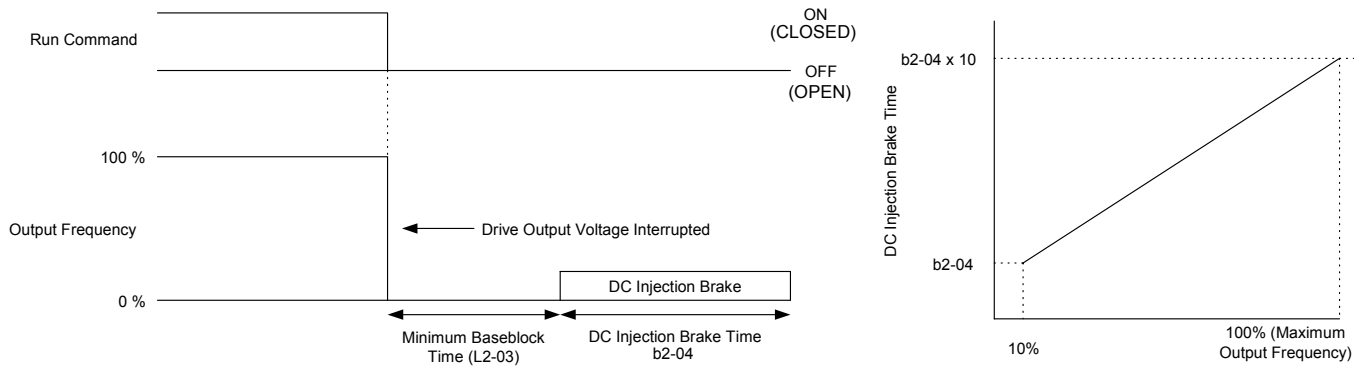 Run Command
ON
(CLOSED)
OFF
(OPEN)
100 %
Output Frequency
Drive Output Voltage Interrupted
DC Injection Brake
0 %
Minimum Baseblock
Time (L2-03)
DC Injection Brake Time
b2-04
b2-04 x 10
DC Injection Brake Time
b2-04
10%
100% (Maximum
Output Frequency)